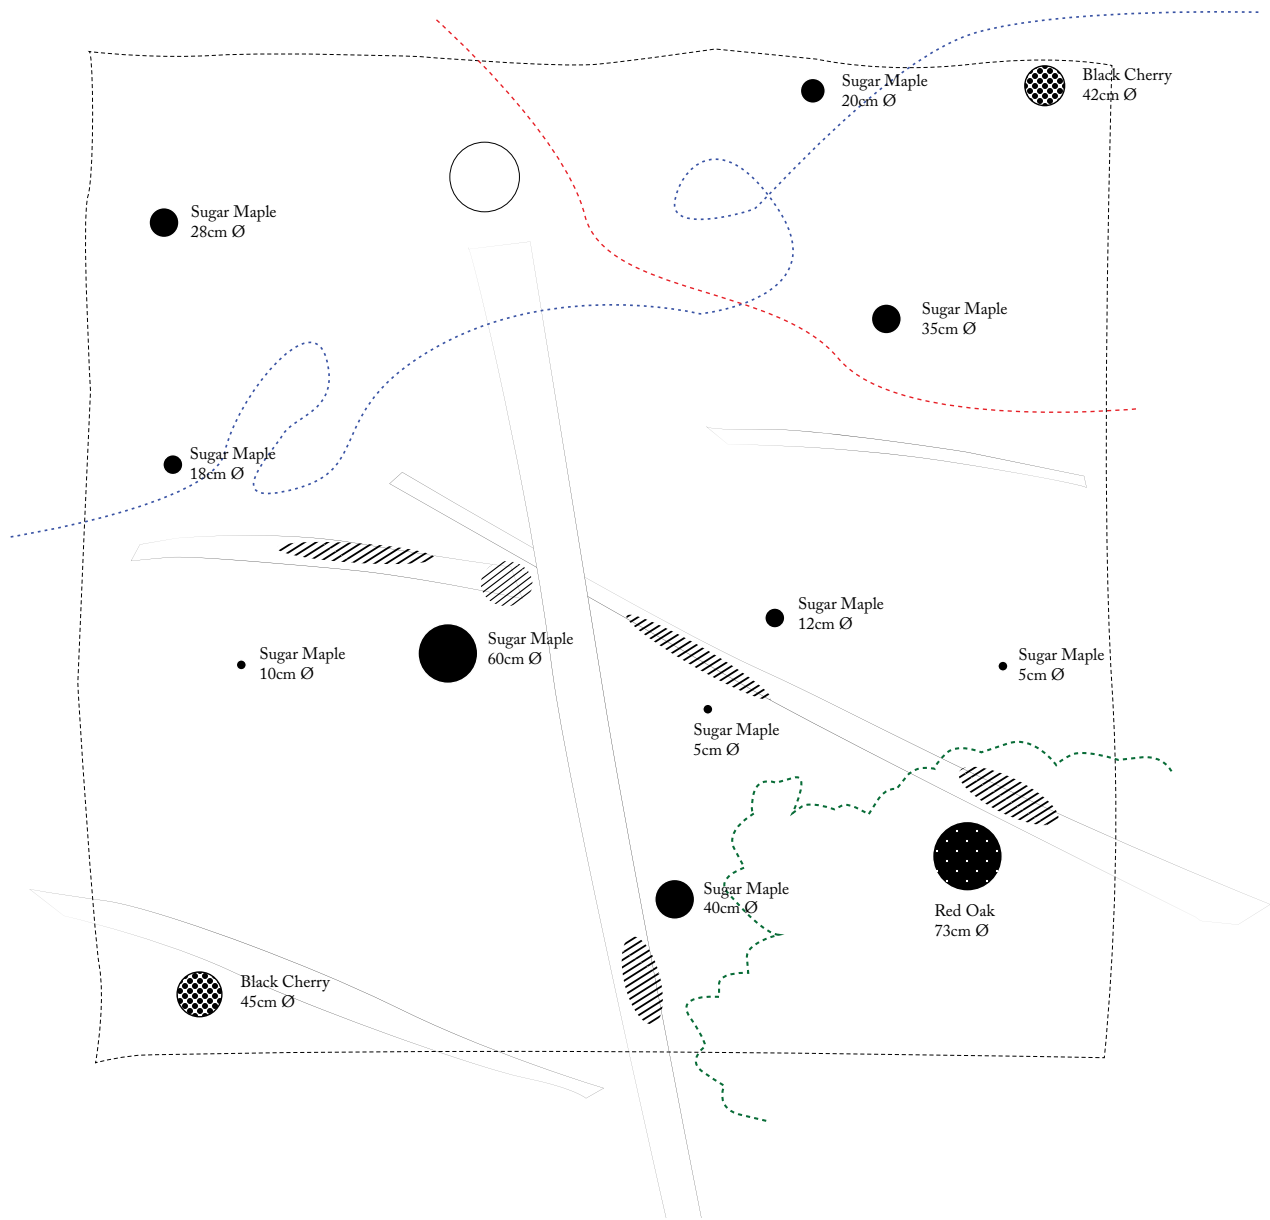 Sugar Maple
20cm Ø
Black Cherry
42cm Ø
Sugar Maple
28cm Ø
Sugar Maple
35cm Ø
Sugar Maple
18cm Ø
Sugar Maple
12cm Ø
Sugar Maple
60cm Ø
Sugar Maple
10cm Ø
Sugar Maple
5cm Ø
Sugar Maple
5cm Ø
Sugar Maple
40cm Ø
Red Oak
73cm Ø
Black Cherry
45cm Ø